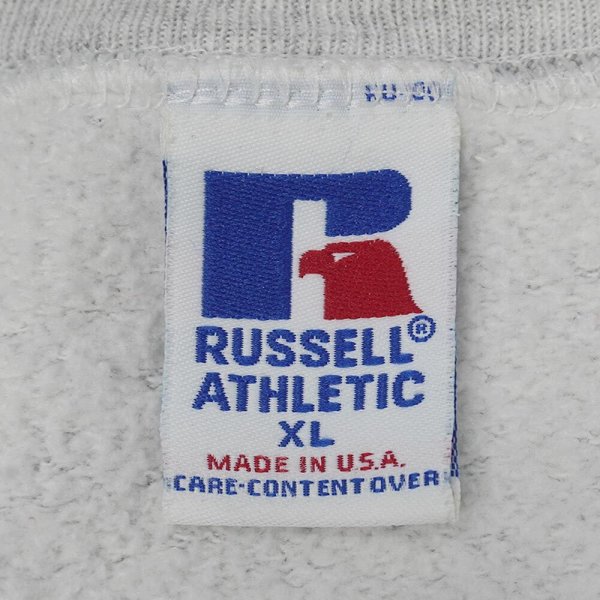 RUSSELL®
ATHLETIC
XL
MADE IN U.S.A.
CARE-CONTENT OVER